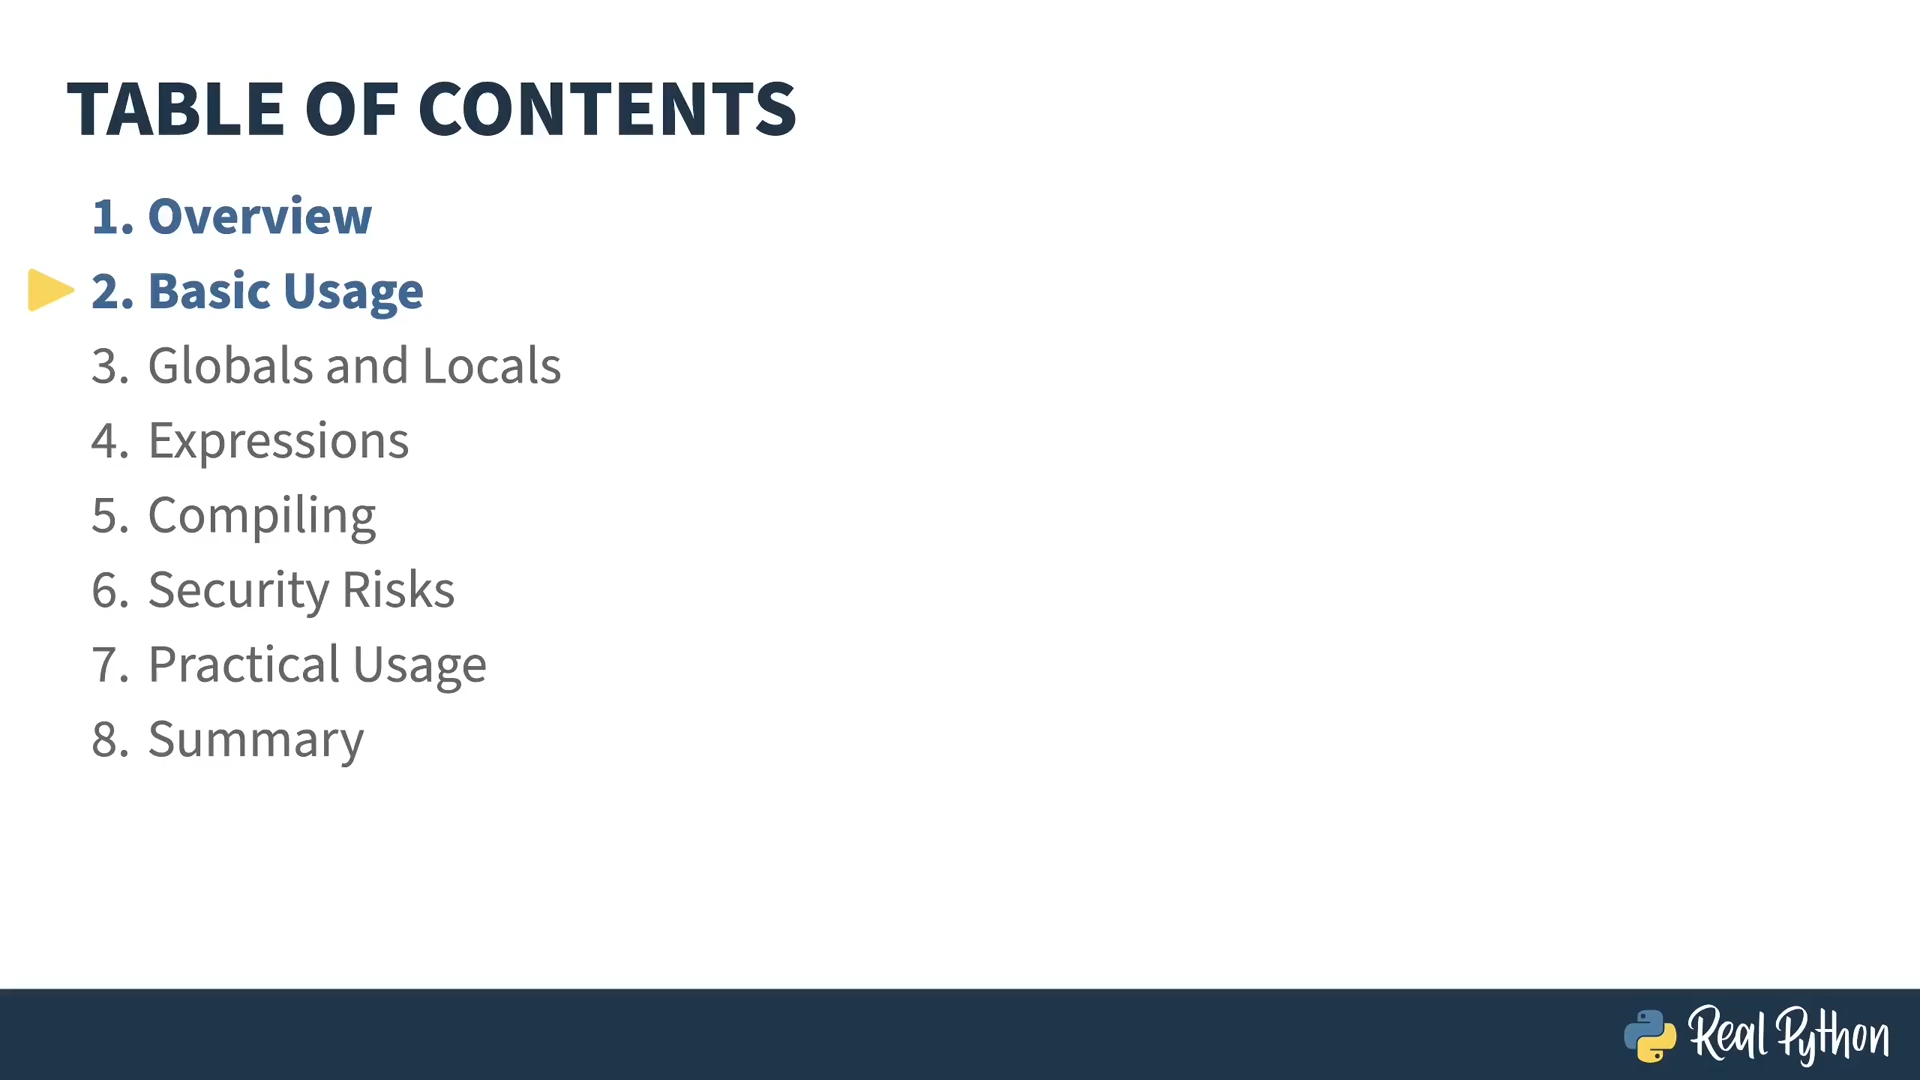 TABLE OF CONTENTS
1. Overview
2. Basic Usage
3. Globals and Locals
4. Expressions
5. Compiling
6. Security Risks
7. Practical Usage
8. Summary
Real Python